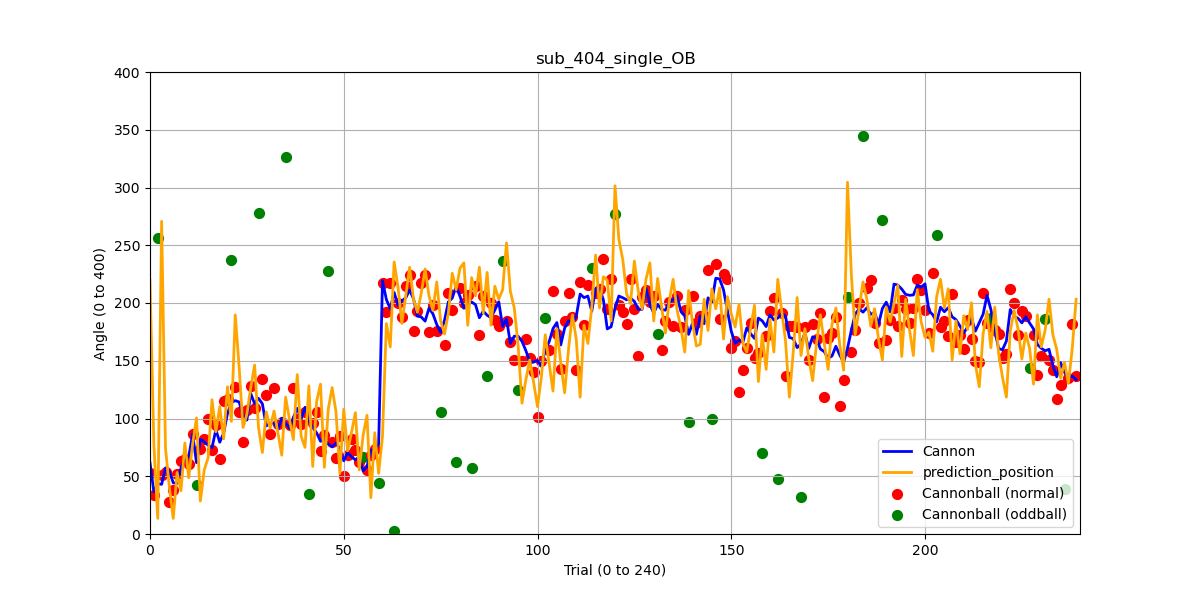 sub_404_single_OB
Angle (0 to 400)
400
350
300
250
200
150
100
50
0
0 50 100 150 200
Trial (0 to 240)
Cannon
prediction_position
Cannonball (normal)
Cannonball (oddball)